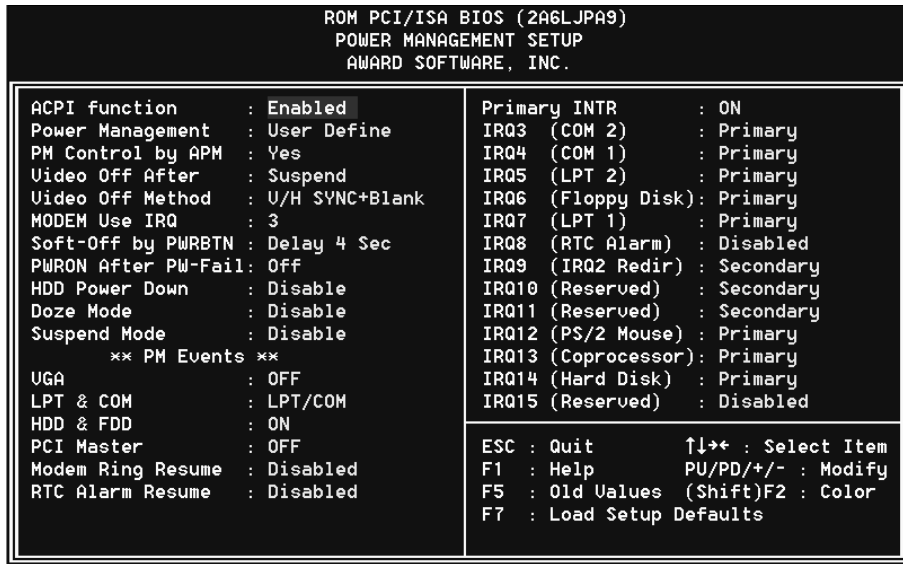 ROM PCI/ISA BIOS (2A6LJPA9)
POWER MANAGEMENT SETUP
AWARD SOFTWARE, INC.
ACPI function : Enabled
Power Management : User Define
PM Control by APM : Yes
Video Off After : Suspend
Video Off Method : V/H SYNC+Blank
MODEM Use IRQ : 3
Soft-Off by PWRBTN : Delay 4 Sec
PWRON After PW-Fail: Off
HDD Power Down : Disable
Doze Mode : Disable
Suspend Mode : Disable
** PM Events **
VGA : OFF
LPT & COM : LPT/COM
HDD & FDD : ON
PCI Master : OFF
Modem Ring Resume : Disabled
RTC Alarm Resume : Disabled
Primary INTR : ON
IRQ3 (COM 2) : Primary
IRQ4 (COM 1) : Primary
IRQ5 (LPT 2) : Primary
IRQ6 (Floppy Disk): Primary
IRQ7 (LPT 1) : Primary
IRQ8 (RTC Alarm) : Disabled
IRQ9 (IRQ2 Redir) : Secondary
IRQ10 (Reserved) : Secondary
IRQ11 (Reserved) : Secondary
IRQ12 (PS/2 Mouse) : Primary
IRQ13 (Coprocessor): Primary
IRQ14 (Hard Disk) : Primary
IRQ15 (Reserved) : Disabled
ESC : Quit ↑↓→← : Select Item
F1 : Help PU/PD/+/- : Modify
F5 : Old Values (Shift)F2 : Color
F7 : Load Setup Defaults